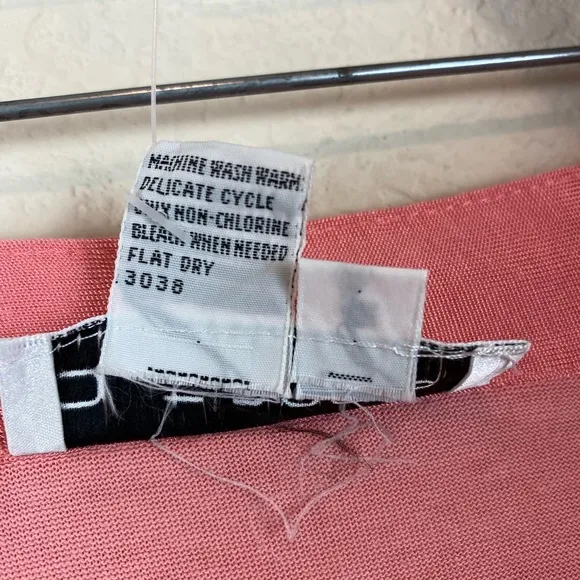 MACHINE WASH WARM
DELICATE CYCLE
ONLY NON-CHLORINE
BLEACH WHEN NEEDED
FLAT DRY
3038